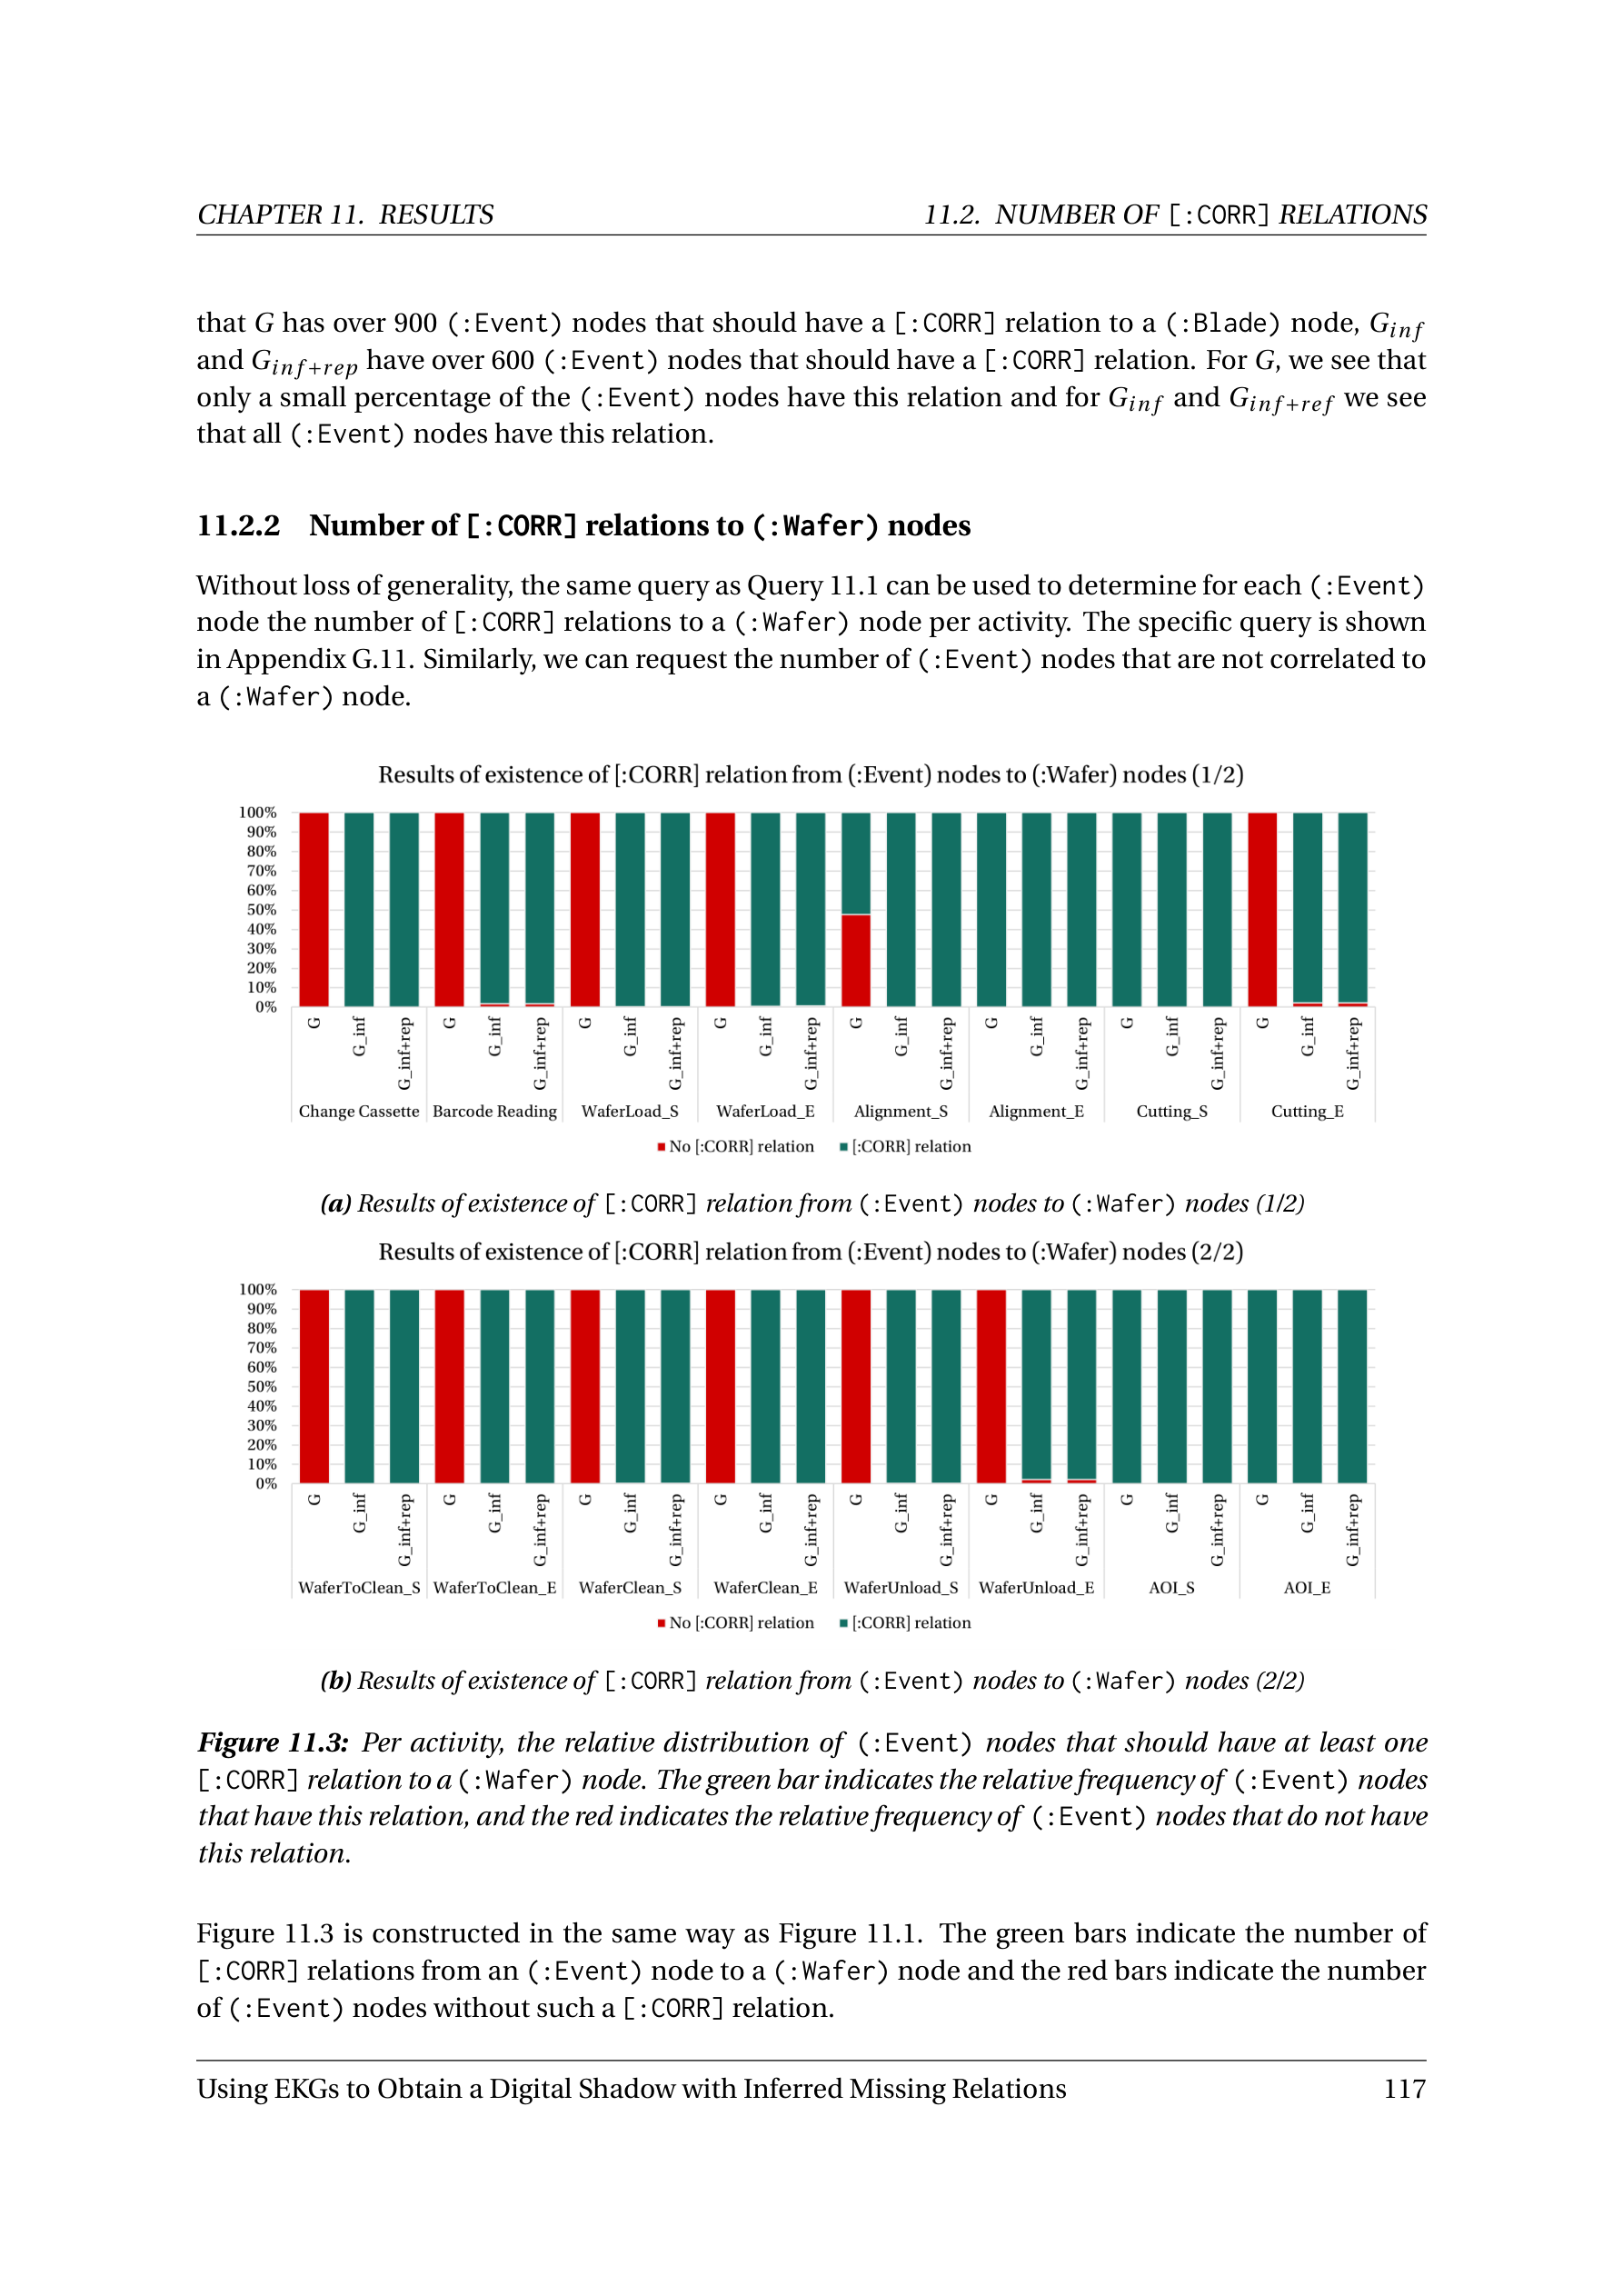 CHAPTER 11. RESULTS 11.2. NUMBER OF [:CORR] RELATIONS
that G has over 900 (:Event) nodes that should have a [:CORR] relation to a (:Blade) node, Ginf
and Ginf+rep have over 600 (:Event) nodes that should have a [:CORR] relation. For G, we see that
only a small percentage of the (:Event) nodes have this relation and for Ginf and Ginf+ref we see
that all (:Event) nodes have this relation.
11.2.2 Number of [:CORR] relations to (:Wafer) nodes
Without loss of generality, the same query as Query 11.1 can be used to determine for each (:Event)
node the number of [:CORR] relations to a (:Wafer) node per activity. The specific query is shown
in Appendix G.11. Similarly, we can request the number of (:Event) nodes that are not correlated to
a (:Wafer) node.
Results of existence of [:CORR] relation from (:Event) nodes to (:Wafer) nodes (1/2)
100%
90%
80%
70%
60%
50%
40%
30%
20%
10%
0%
G G_inf G_inf+rep G G_inf G_inf+rep G G_inf G_inf+rep G G_inf G_inf+rep G G_inf G_inf+rep G G_inf G_inf+rep G G_inf G_inf+rep G G_inf G_inf+rep
Change Cassette Barcode Reading WaferLoad_S WaferLoad_E Alignment_S Alignment_E Cutting_S Cutting_E
No [:CORR] relation [:CORR] relation
(a) Results of existence of [:CORR] relation from (:Event) nodes to (:Wafer) nodes (1/2)
Results of existence of [:CORR] relation from (:Event) nodes to (:Wafer) nodes (2/2)
100%
90%
80%
70%
60%
50%
40%
30%
20%
10%
0%
G G_inf G_inf+rep G G_inf G_inf+rep G G_inf G_inf+rep G G_inf G_inf+rep G G_inf G_inf+rep G G_inf G_inf+rep G G_inf G_inf+rep G G_inf G_inf+rep
WaferToClean_S WaferToClean_E WaferClean_S WaferClean_E WaferUnload_S WaferUnload_E AOI_S AOI_E
No [:CORR] relation [:CORR] relation
(b) Results of existence of [:CORR] relation from (:Event) nodes to (:Wafer) nodes (2/2)
Figure 11.3: Per activity, the relative distribution of (:Event) nodes that should have at least one
[:CORR] relation to a (:Wafer) node. The green bar indicates the relative frequency of (:Event) nodes
that have this relation, and the red indicates the relative frequency of (:Event) nodes that do not have
this relation.
Figure 11.3 is constructed in the same way as Figure 11.1. The green bars indicate the number of
[:CORR] relations from an (:Event) node to a (:Wafer) node and the red bars indicate the number
of (:Event) nodes without such a [:CORR] relation.
Using EKGs to Obtain a Digital Shadow with Inferred Missing Relations 117